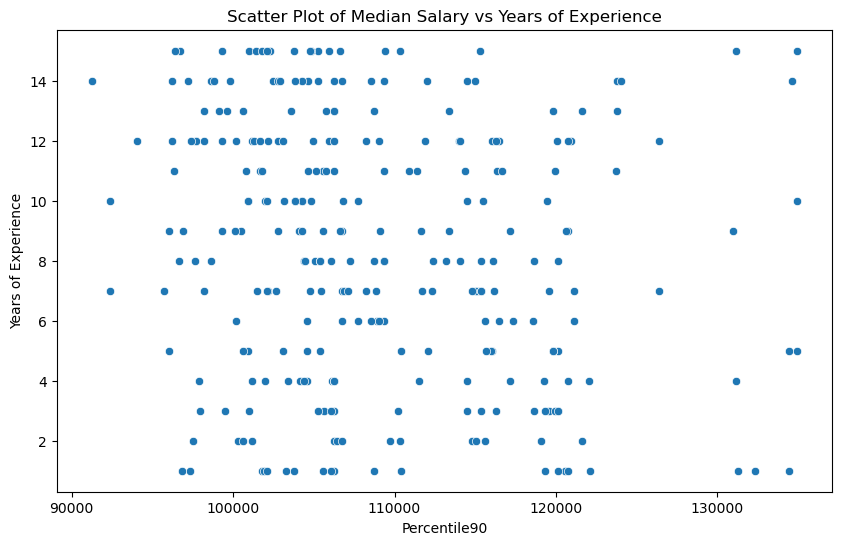 Scatter Plot of Median Salary vs Years of Experience
Years of Experience
14
12
10
8
6
4
2
90000 100000 110000 120000 130000
Percentile90